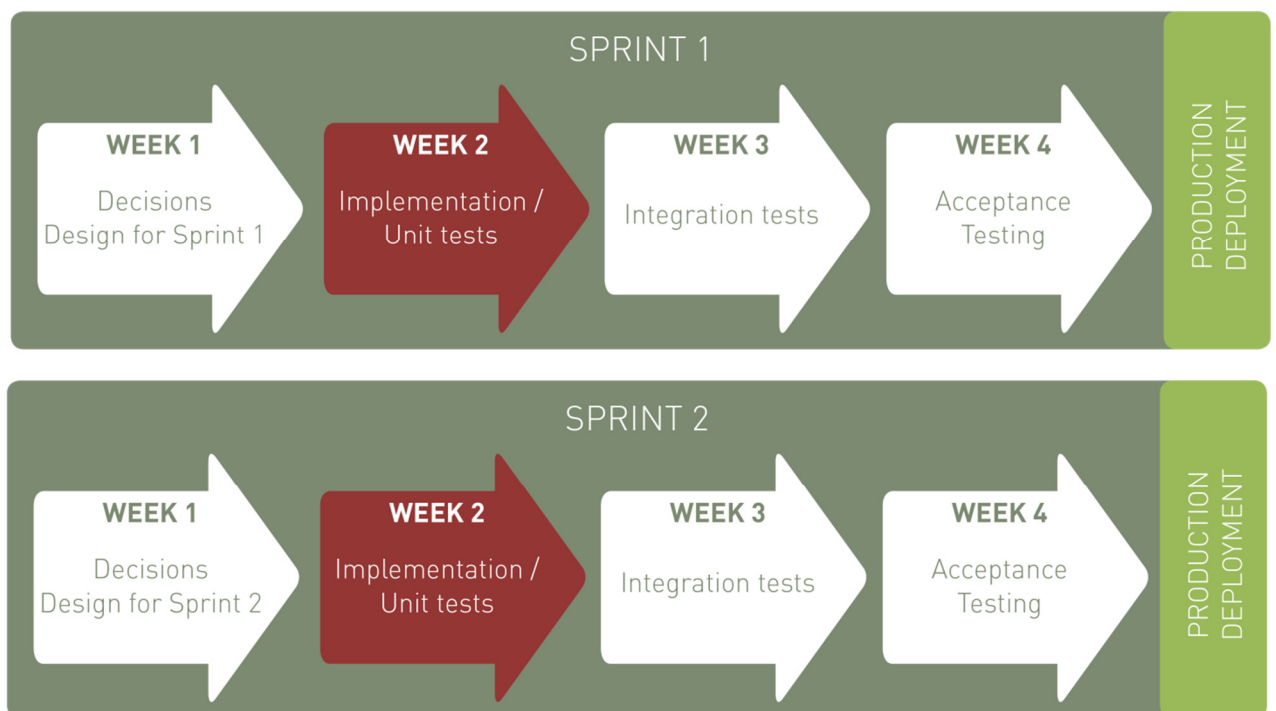 SPRINT 1
WEEK 1
Decisions
Design for Sprint 1
WEEK 2
Implementation /
Unit tests
WEEK 3
Integration tests
WEEK 4
Acceptance
Testing
PRODUCTION
DEPLOYMENT
SPRINT 2
WEEK 1
Decisions
Design for Sprint 2
WEEK 2
Implementation /
Unit tests
WEEK 3
Integration tests
WEEK 4
Acceptance
Testing
PRODUCTION
DEPLOYMENT